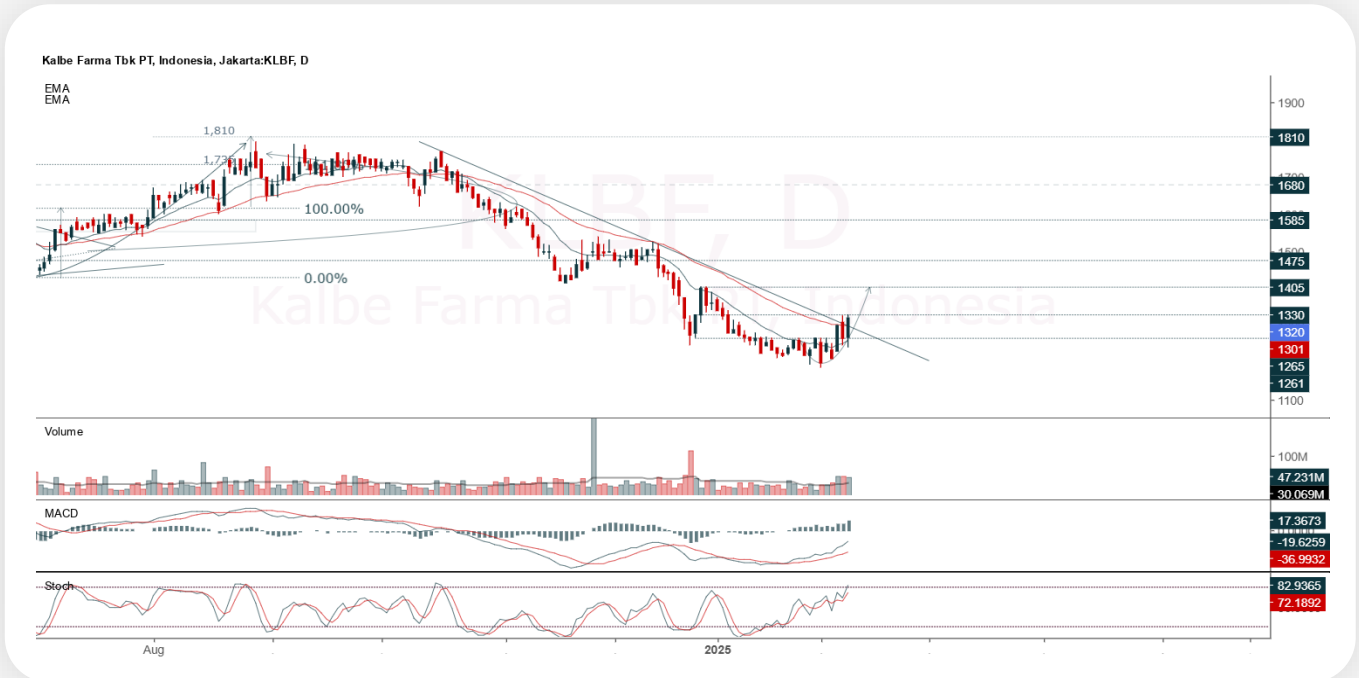 Kalbe Farma Tbk PT, Indonesia, Jakarta:KLBF, D
EMA
EMA
KLBF, D
Kalbe Farma Tbk PT, Indonesia
1,810
100.00%
0.00%
1900
1810
1680
1585
1500
1475
1405
1330
1320
1301
1265
1261
1100
Volume
100M
47.231M
30.069M
MACD
17.3673
-19.6259
-36.9932
Stoch
82.9365
72.1892
Aug
2025